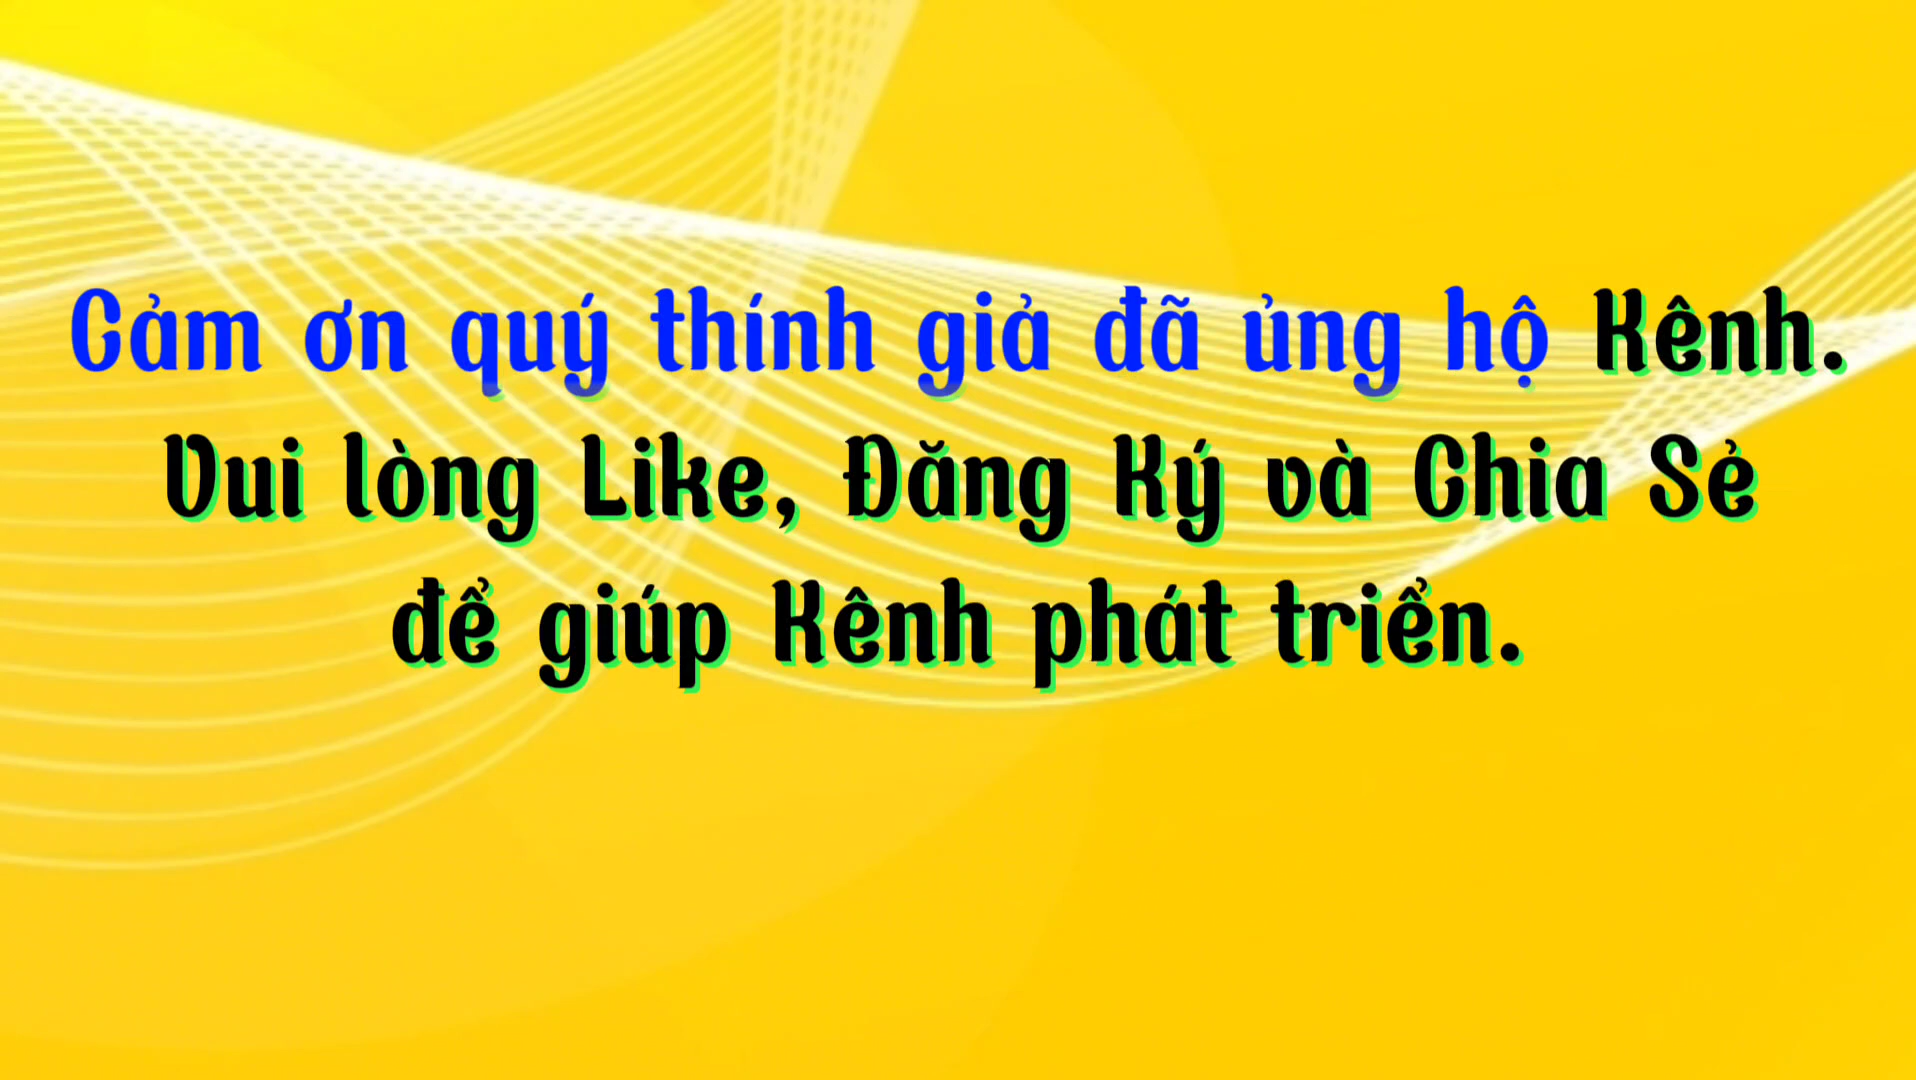 Cảm ơn quý thính giả đã ủng hộ Kênh.
Vui lòng Like, Đăng Ký và Chia Sẻ
để giúp Kênh phát triển.